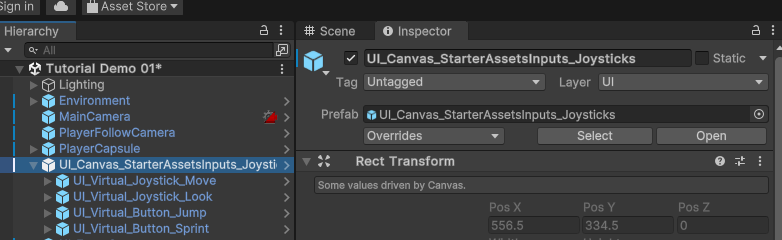 Sign in Asset Store
Hierarchy
All
Tutorial Demo 01*
Lighting
Environment
MainCamera
PlayerFollowCamera
PlayerCapsule
UI_Canvas_StarterAssetsInputs_Joysti
UI_Virtual_Joystick_Move
UI_Virtual_Joystick_Look
UI_Virtual_Button_Jump
UI_Virtual_Button_Sprint
Scene Inspector
UI_Canvas_StarterAssetsInputs_Joysticks Static
Tag Untagged Layer UI
Prefab UI_Canvas_StarterAssetsInputs_Joysticks
Overrides Select Open
Rect Transform
Some values driven by Canvas.
Pos X Pos Y Pos Z
556.5 334.5 0